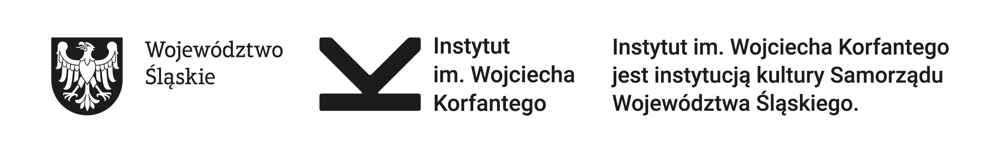 Województwo
Śląskie
Instytut
im. Wojciecha
Korfantego
Instytut im. Wojciecha Korfantego
jest instytucją kultury Samorządu
Województwa Śląskiego.